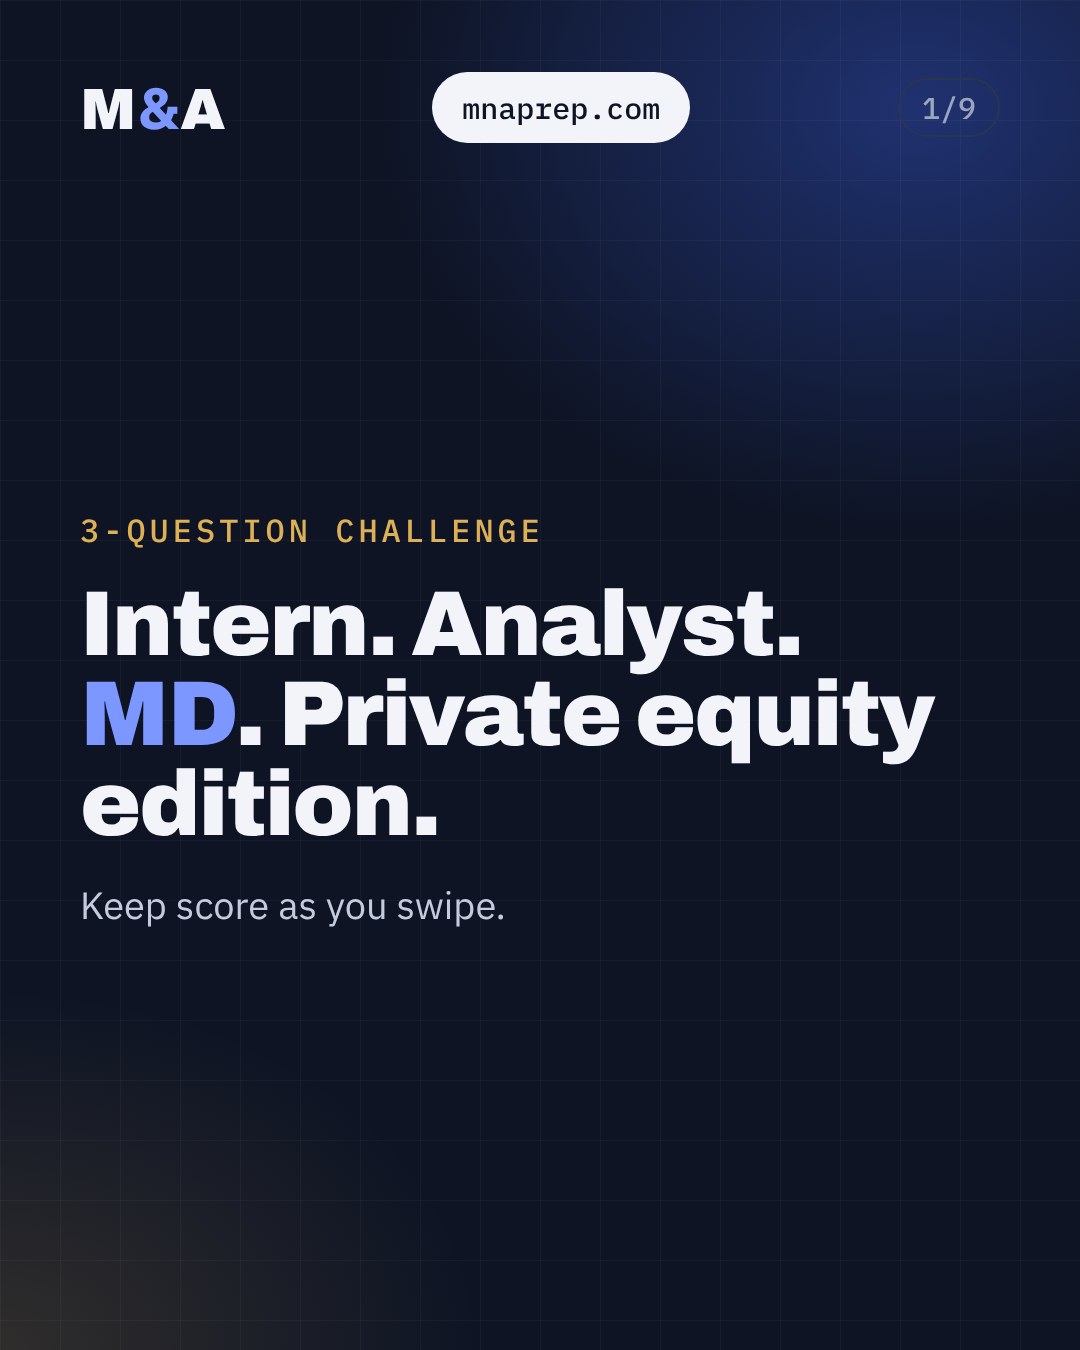 M&A
mnaprep.com
1/9
3-QUESTION CHALLENGE
Intern. Analyst.
MD. Private equity
edition.
Keep score as you swipe.